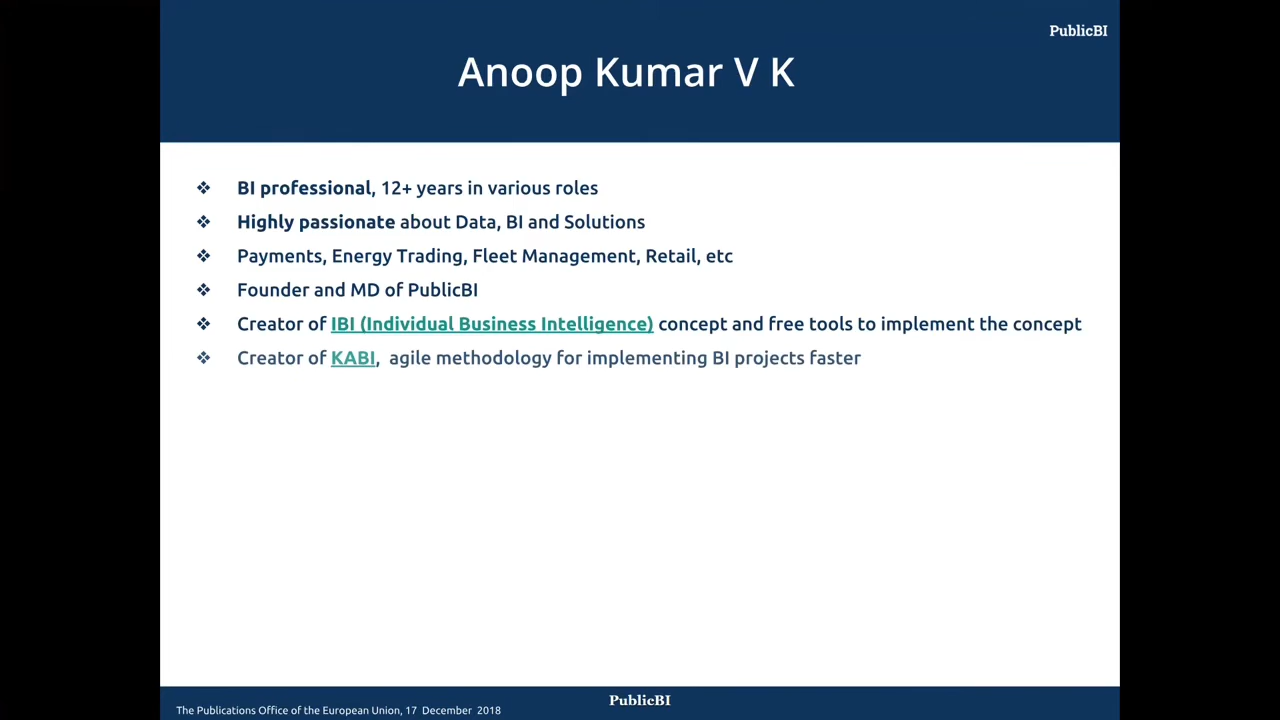 PublicBI
Anoop Kumar V K
❖ BI professional, 12+ years in various roles
❖ Highly passionate about Data, BI and Solutions
❖ Payments, Energy Trading, Fleet Management, Retail, etc
❖ Founder and MD of PublicBI
❖ Creator of IBI (Individual Business Intelligence) concept and free tools to implement the concept
❖ Creator of KABI, agile methodology for implementing BI projects faster
PublicBI
The Publications Office of the European Union, 17 December 2018